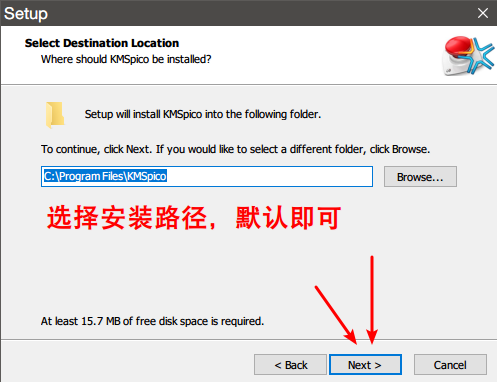 Setup
Select Destination Location
Where should KMSpico be installed?
Setup will install KMSpico into the following folder.
To continue, click Next. If you would like to select a different folder, click Browse.
C:\Program Files\KMSpico
Browse...
选择安装路径，默认即可
At least 15.7 MB of free disk space is required.
< Back
Next >
Cancel